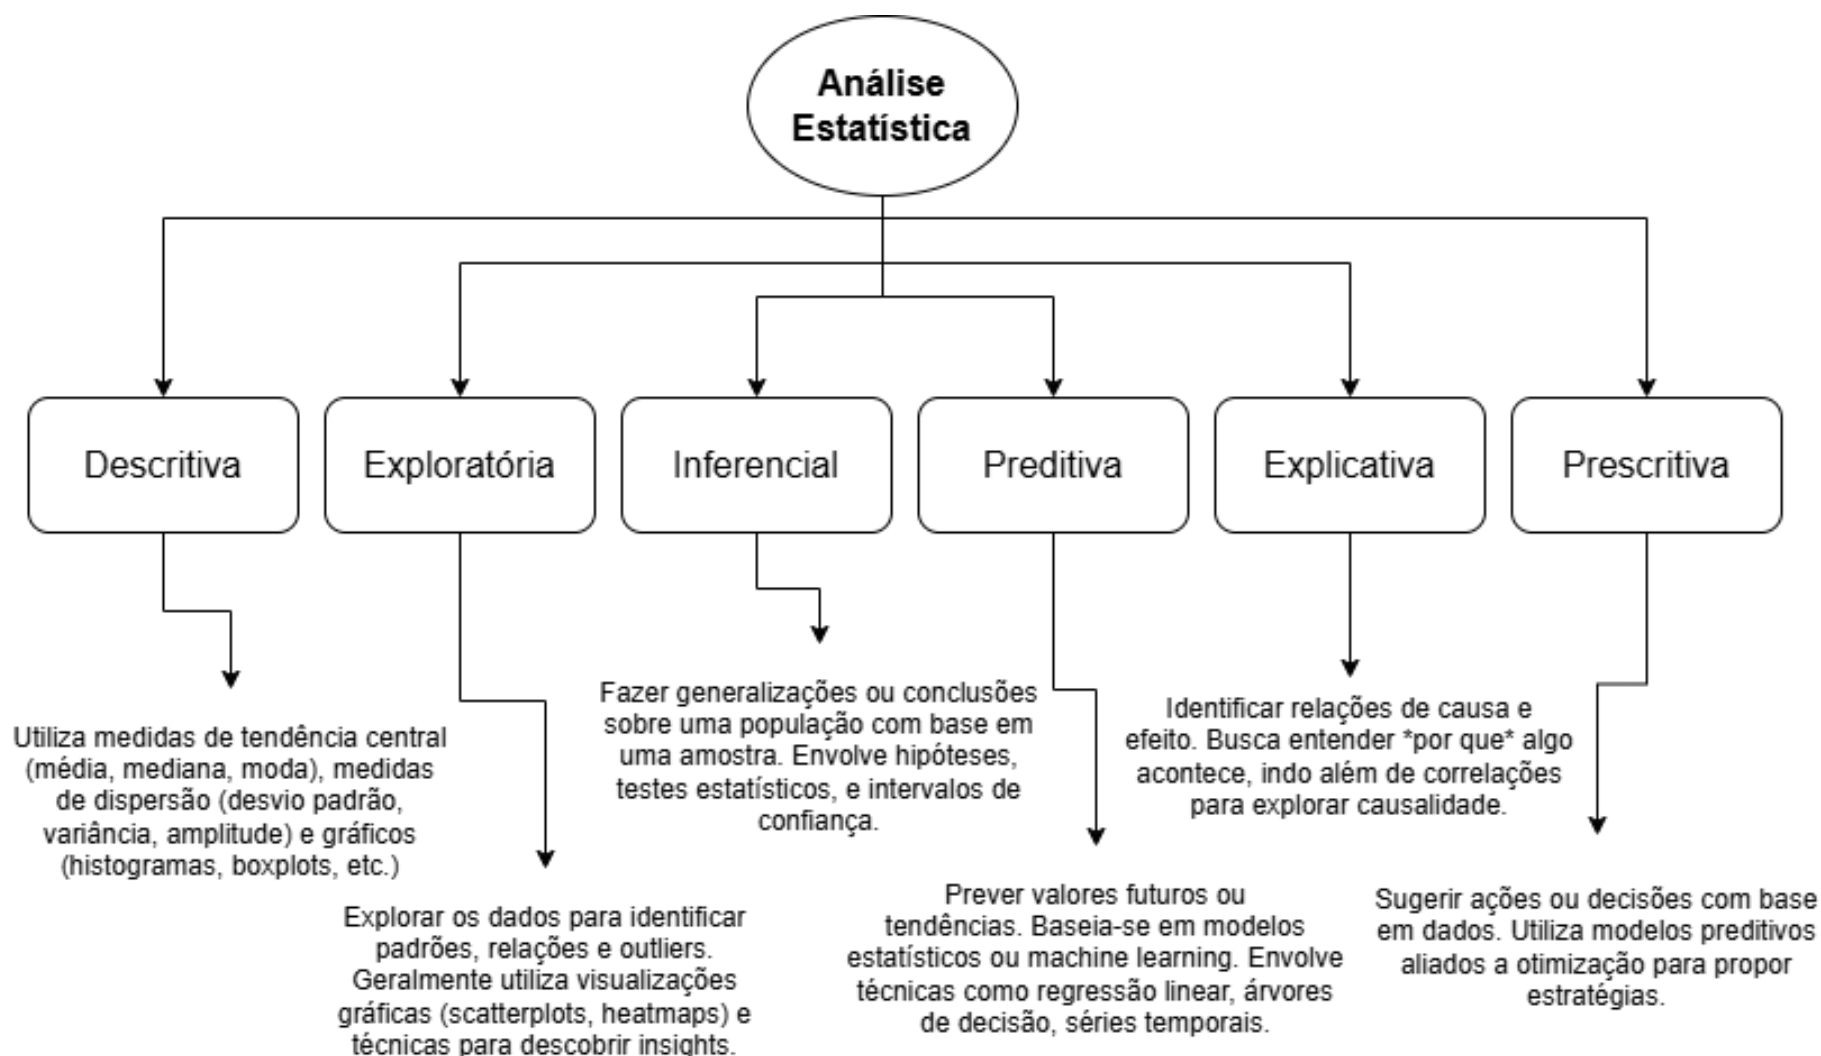 Análise
Estatística
Descritiva
Exploratória
Inferencial
Preditiva
Explicativa
Prescritiva
Utiliza medidas de tendência central
(média, mediana, moda), medidas
de dispersão (desvio padrão,
variância, amplitude) e gráficos
(histogramas, boxplots, etc.)
Explorar os dados para identificar
padrões, relações e outliers.
Geralmente utiliza visualizações
gráficas (scatterplots, heatmaps) e
técnicas para descobrir insights.
Fazer generalizações ou conclusões
sobre uma população com base em
uma amostra. Envolve hipóteses,
testes estatísticos, e intervalos de
confiança.
Prever valores futuros ou
tendências. Baseia-se em modelos
estatísticos ou machine learning. Envolve
técnicas como regressão linear, árvores
de decisão, séries temporais.
Identificar relações de causa e
efeito. Busca entender *por que* algo
acontece, indo além de correlações
para explorar causalidade.
Sugerir ações ou decisões com base
em dados. Utiliza modelos preditivos
aliados a otimização para propor
estratégias.